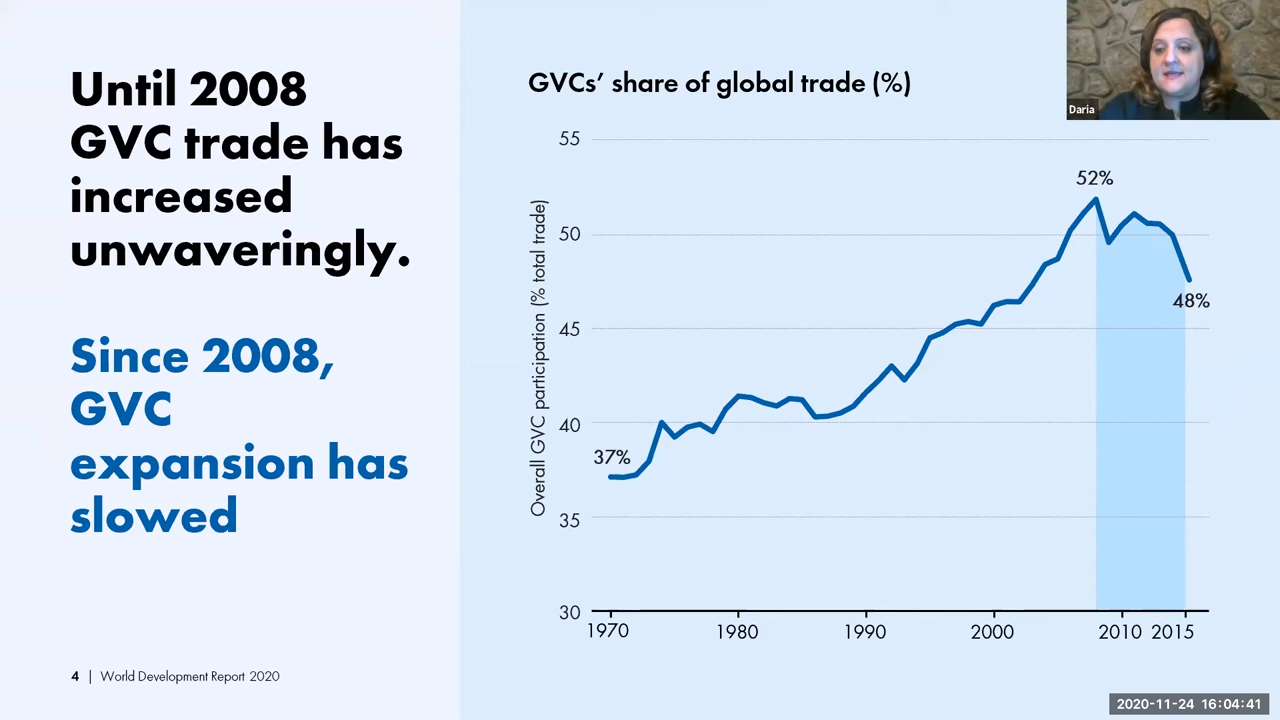 Until 2008
GVC trade has
increased
unwaveringly.
Since 2008,
GVC
expansion has
slowed
4 | World Development Report 2020
GVCs’ share of global trade (%)
Overall GVC participation (% total trade)
55
50
45
40
35
30
1970
1980
1990
2000
2010
2015
37%
52%
48%
Daria
2020-11-24 16:04:41